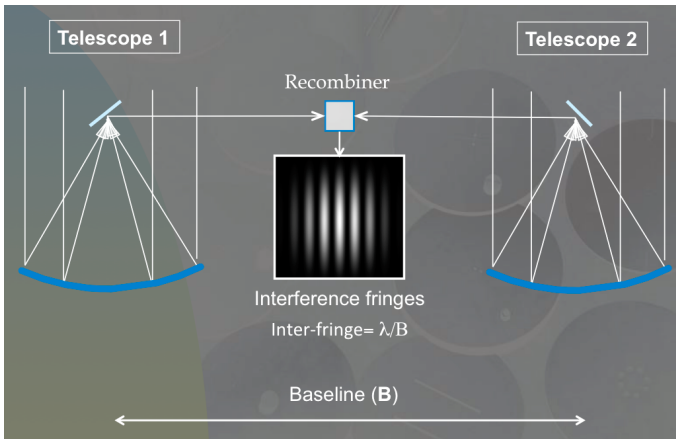 Telescope 1
Telescope 2
Recombiner
Interference fringes
Inter-fringe= λ/B
Baseline (B)